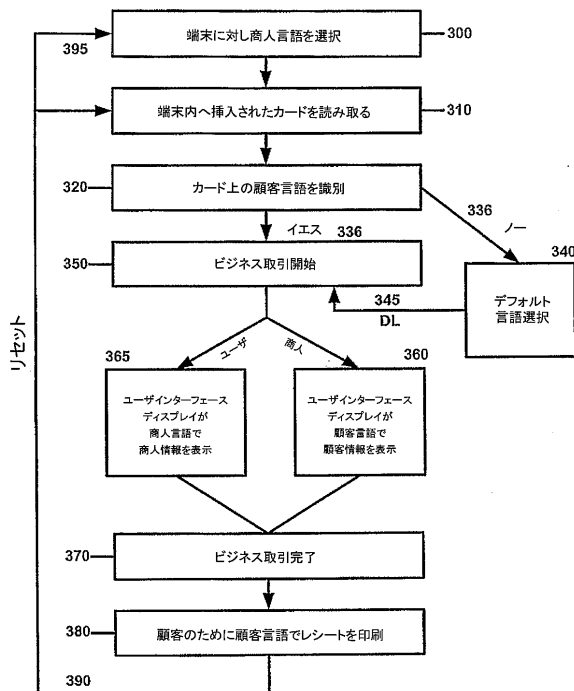 端末に対し商人言語を選択
300
395
端末内へ挿入されたカードを読み取る
310
320
カード上の顧客言語を識別
イエス
336
336
ノー
340
350
ビジネス取引開始
345
DL
デフォルト
言語選択
リセット
ユーザ
商人
365
360
ユーザインターフェース
ディスプレイが
商人言語で
商人情報を表示
ユーザインターフェース
ディスプレイが
顧客言語で
顧客情報を表示
370
ビジネス取引完了
380
顧客のために顧客言語でレシートを印刷
390